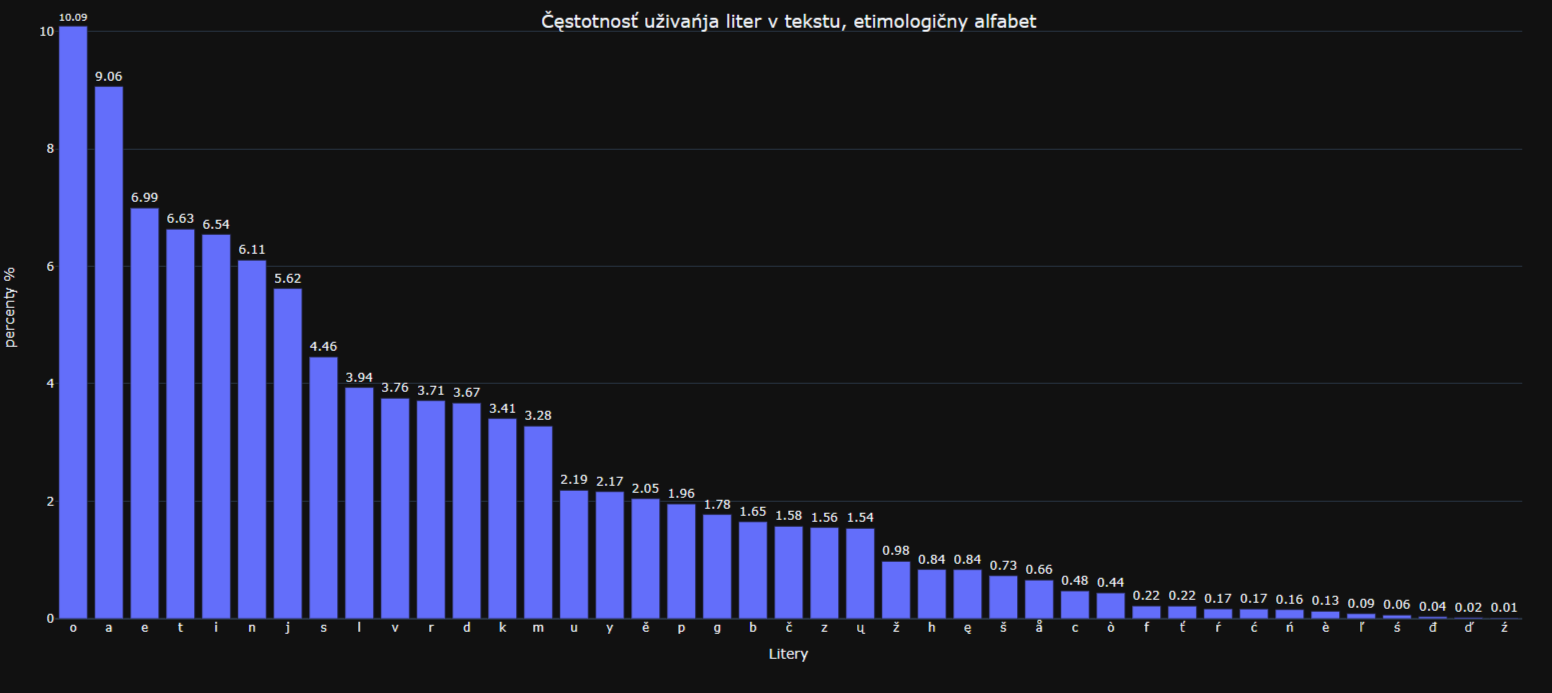 Čęstotnosť uživańja liter v tekstu, etimologičny alfabet
percenty %
10
8
6
4
2
0
10.09 9.06 6.99 6.63 6.54 6.11 5.62 4.46 3.94 3.76 3.71 3.67 3.41 3.28 2.19 2.17 2.05 1.96 1.78 1.65 1.58 1.56 1.54 0.98 0.84 0.84 0.73 0.66 0.48 0.44 0.22 0.22 0.17 0.17 0.16 0.13 0.09 0.06 0.04 0.02 0.01
o a e t i n j s l v r d k m u y ě p g b č z ų ž h ę š å c ò f ť ŕ ć ń è ľ ś đ ď ź
Litery